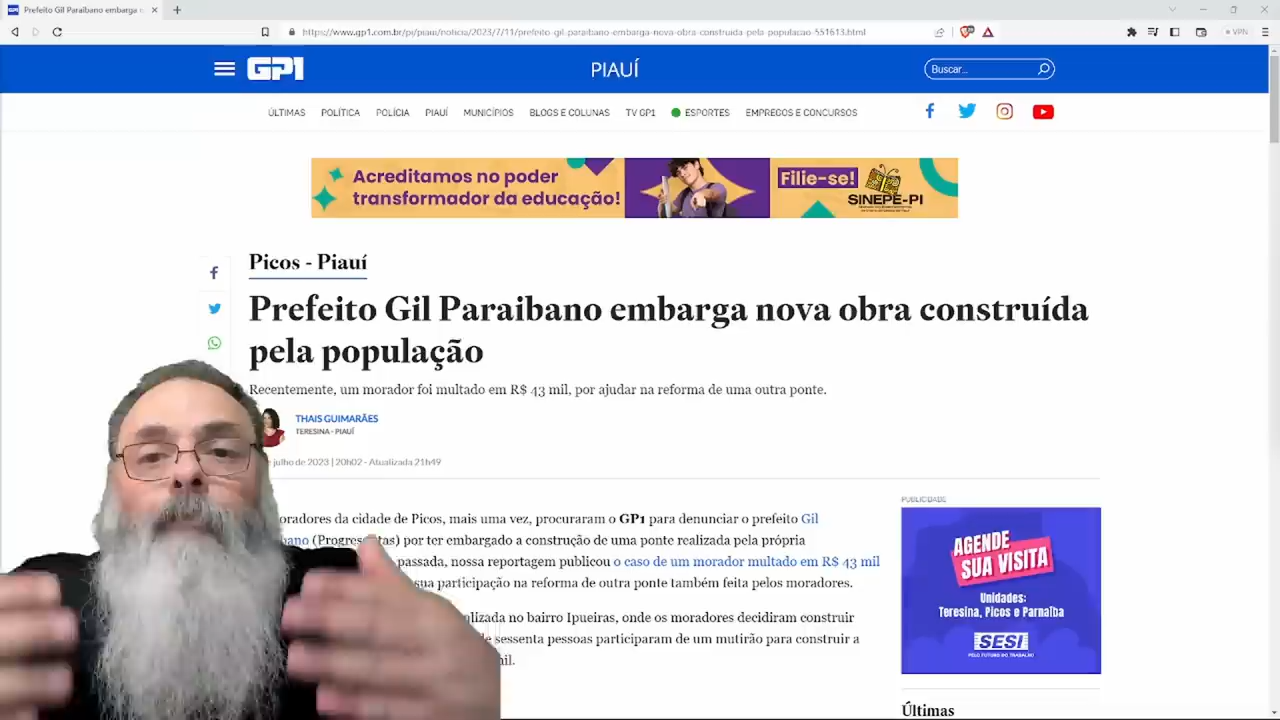 Prefeito Gil Paraibano embarga n
https://www.gp1.com.br/pi/piaui/noticia/2023/7/11/prefeito-gil-paraibano-embarga-nova-obra-construida-pela-populacao-551613.html
VPN
GP1
PIAUÍ
Buscar...
ÚLTIMAS POLÍTICA POLÍCIA PIAUÍ MUNICÍPIOS BLOGS E COLUNAS TV GP1 ESPORTES EMPREGOS E CONCURSOS
Acreditamos no poder
transformador da educação!
Filie-se!
SINEPE-PI
Picos - Piauí
Prefeito Gil Paraibano embarga nova obra construída
pela população
Recentemente, um morador foi multado em R$ 43 mil, por ajudar na reforma de uma outra ponte.
THAIS GUIMARÃES
TERESINA - PIAUÍ
julho de 2023 | 20h02 - Atualizada 21h49
oradores da cidade de Picos, mais uma vez, procuraram o GP1 para denunciar o prefeito Gil
bano (Progressistas) por ter embargado a construção de uma ponte realizada pela própria
passada, nossa reportagem publicou o caso de um morador multado em R$ 43 mil
sua participação na reforma de outra ponte também feita pelos moradores.
lizada no bairro Ipueiras, onde os moradores decidiram construir
de sessenta pessoas participaram de um mutirão para construir a
nil.
PUBLICIDADE
AGENDE
SUA VISITA
Unidades:
Teresina, Picos e Parnaíba
SESI
PELO FUTURO DO TRABALHO
Últimas